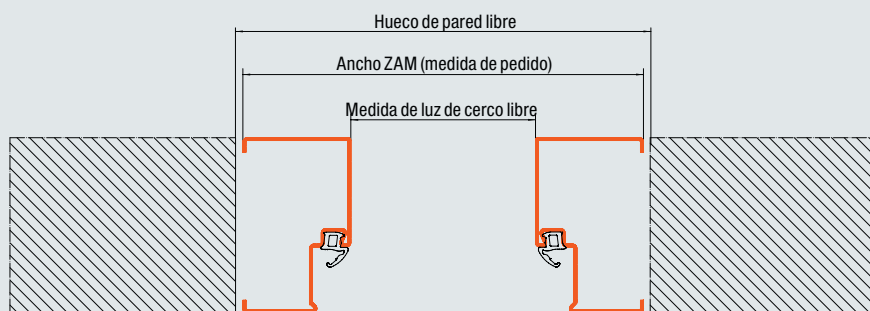 Hueco de pared libre
Ancho ZAM (medida de pedido)
Medida de luz de cerco libre